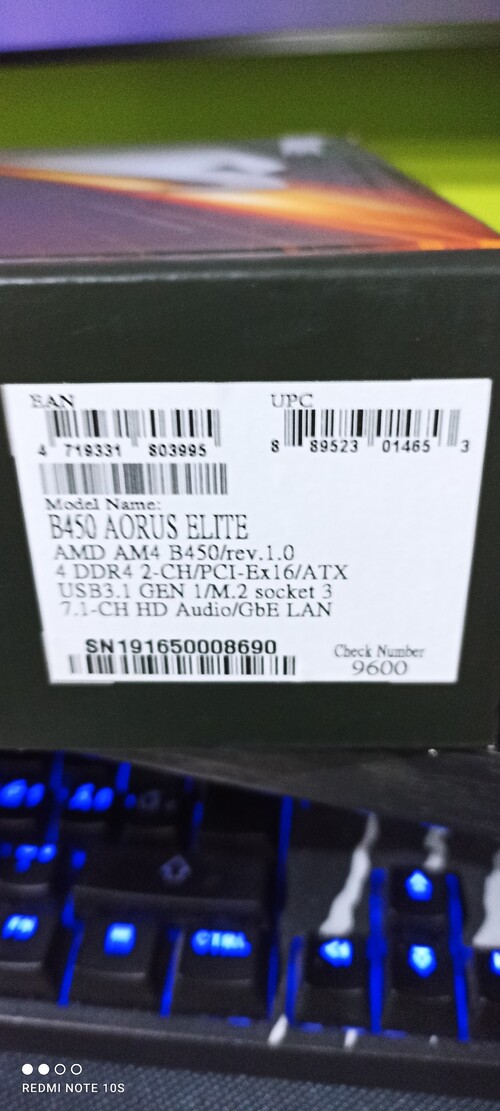 EAN
UPC
4 719331 803995
8 89523 01465 3
Model Name:
B450 AORUS ELITE
AMD AM4 B450/rev.1.0
4 DDR4 2-CH/PCI-Ex16/ATX
USB3.1 GEN 1/M.2 socket 3
7.1-CH HD Audio/GbE LAN
SN191650008690
Check Number
9600
CTRL
REDMI NOTE 10S